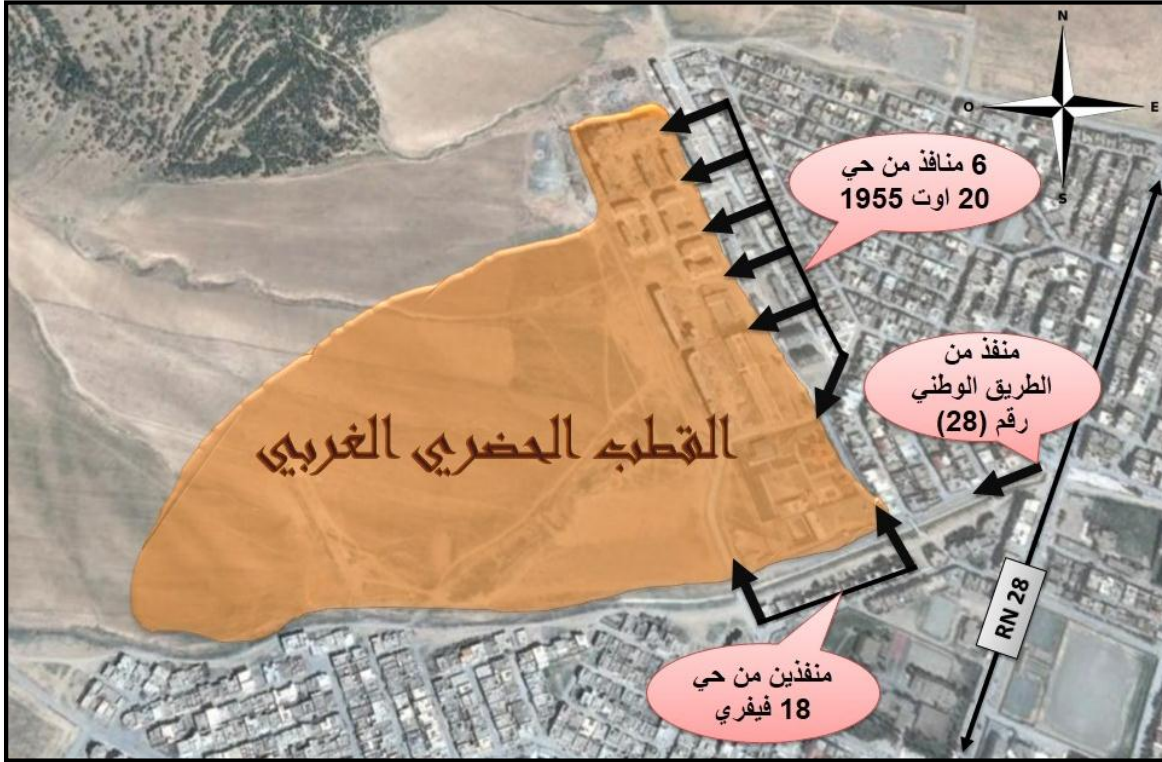 N
O
E
S
6 منافذ من حي
20 اوت 1955
منفذ من
الطريق الوطني
رقم (28)
القطب الحضري الغربي
RN 28
منفذين من حي
18 فيفري